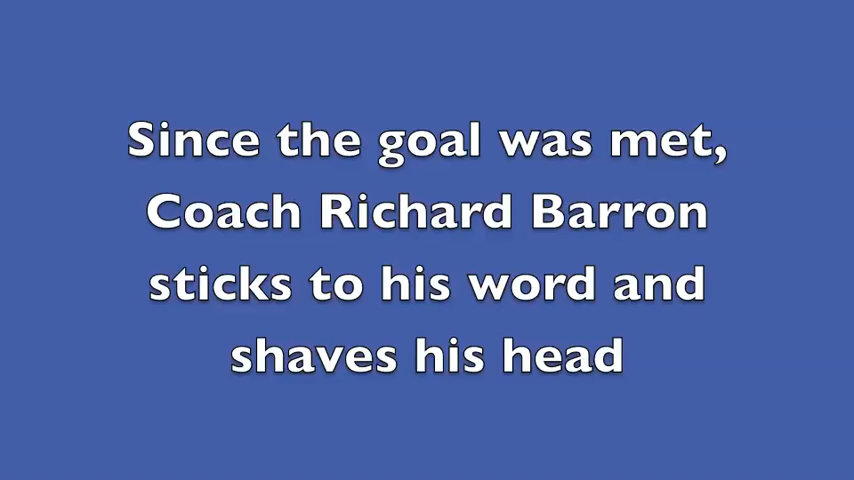 Since the goal was met,
Coach Richard Barron
sticks to his word and
shaves his head